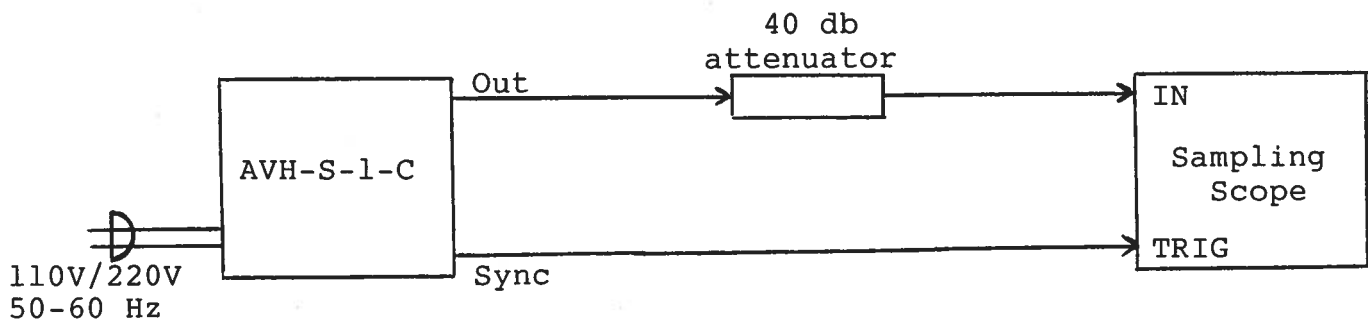 40 db
attenuator
Out
IN
AVH-S-1-C
Sampling
Scope
TRIG
Sync
110V/220V
50-60 Hz